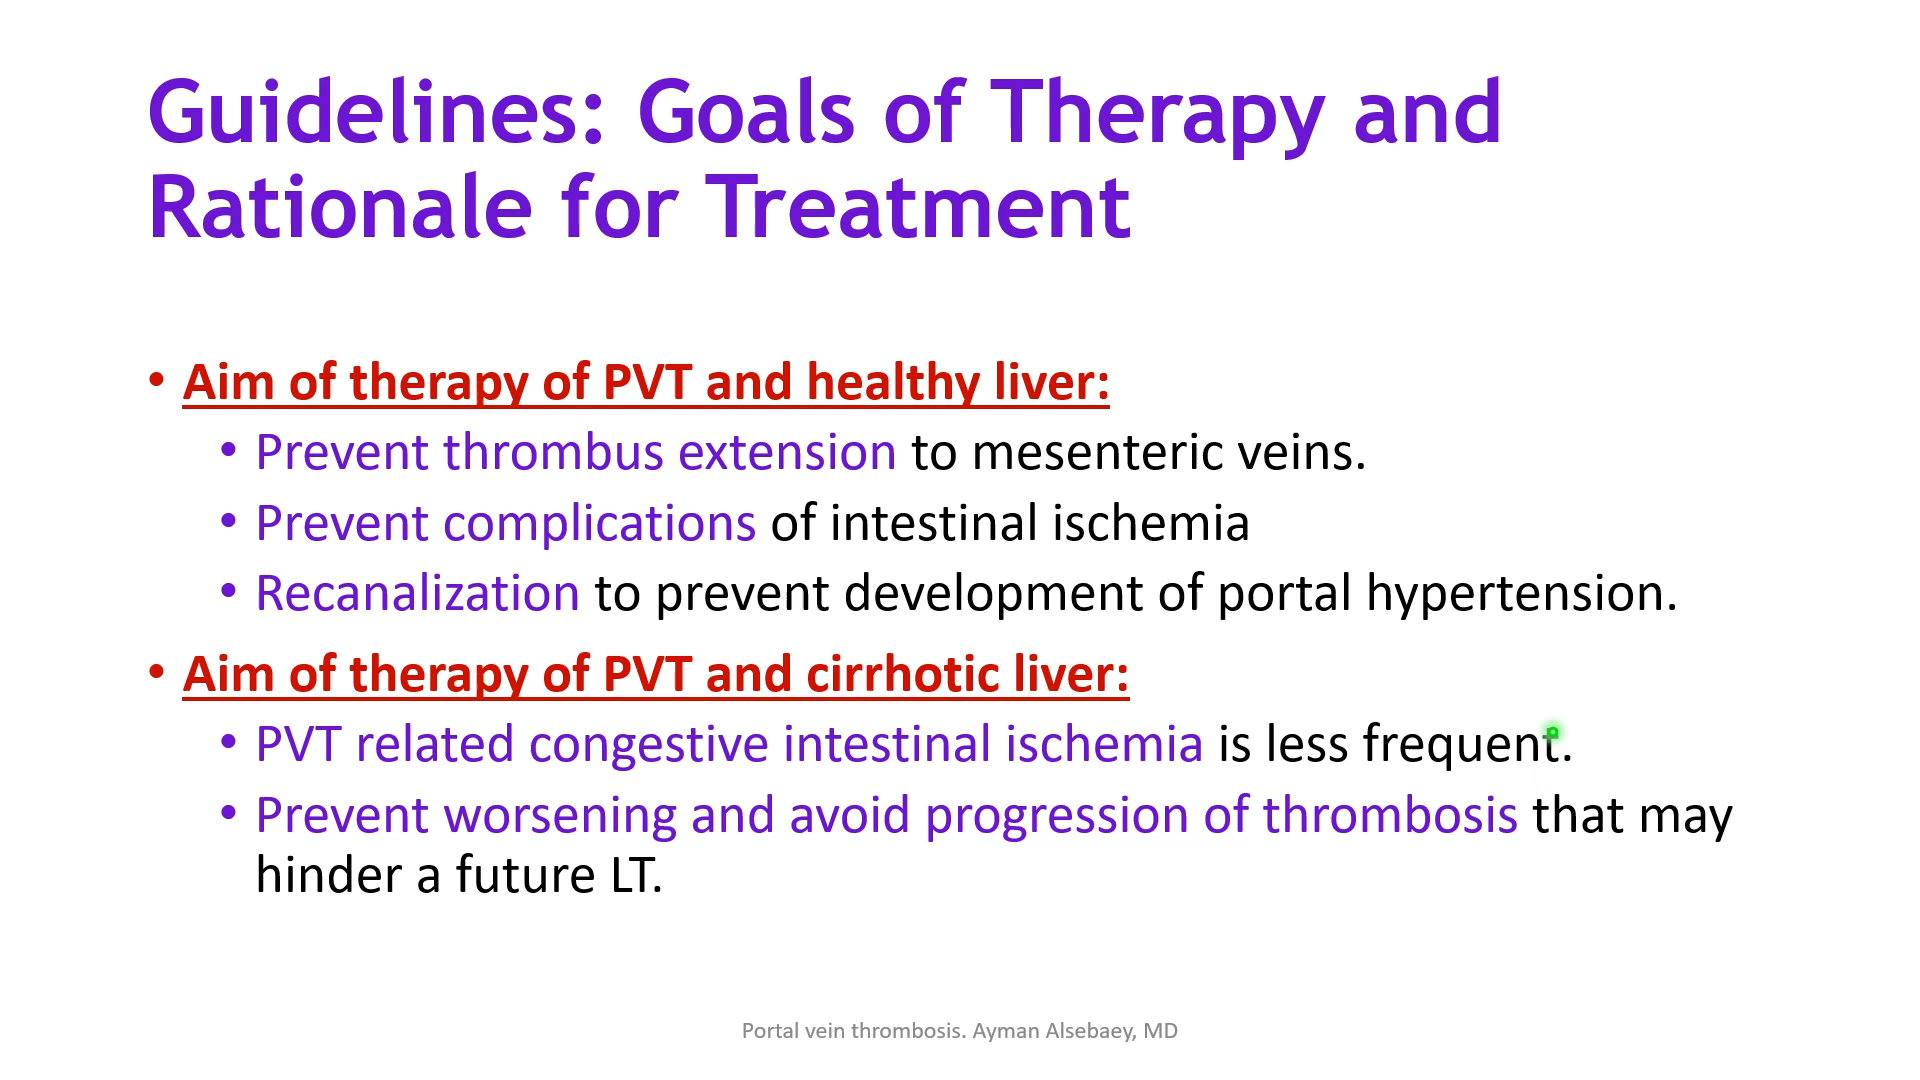 Guidelines: Goals of Therapy and
Rationale for Treatment
• Aim of therapy of PVT and healthy liver:
• Prevent thrombus extension to mesenteric veins.
• Prevent complications of intestinal ischemia
• Recanalization to prevent development of portal hypertension.
• Aim of therapy of PVT and cirrhotic liver:
• PVT related congestive intestinal ischemia is less frequent.
• Prevent worsening and avoid progression of thrombosis that may
hinder a future LT.
Portal vein thrombosis. Ayman Alsebaey, MD